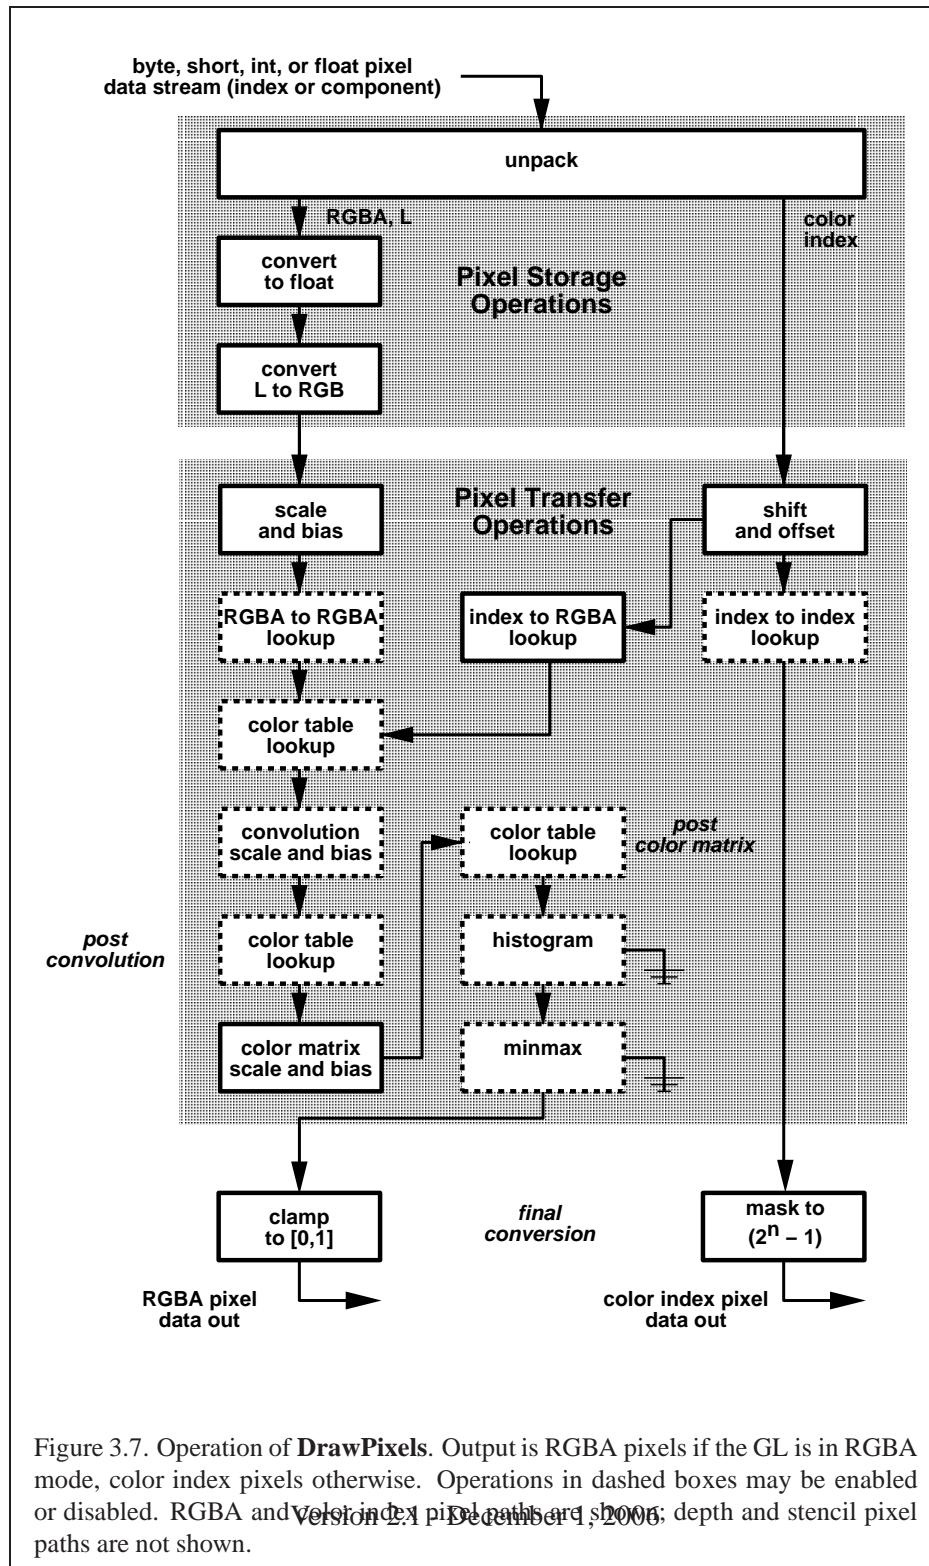 byte, short, int, or float pixel
data stream (index or component)
unpack
RGBA, L
color
index
convert
to float
Pixel Storage
Operations
convert
L to RGB
scale
and bias
Pixel Transfer
Operations
shift
and offset
RGBA to RGBA
lookup
index to RGBA
lookup
index to index
lookup
color table
lookup
convolution
scale and bias
color table
lookup
post
color matrix
post
convolution
color table
lookup
histogram
color matrix
scale and bias
minmax
clamp
to [0,1]
final
conversion
mask to
(2^n – 1)
RGBA pixel
data out
color index pixel
data out
Figure 3.7. Operation of DrawPixels. Output is RGBA pixels if the GL is in RGBA
mode, color index pixels otherwise. Operations in dashed boxes may be enabled
or disabled. RGBA and color index pixel paths are shown; depth and stencil pixel
Version 2.1 - December 1, 2006
paths are not shown.